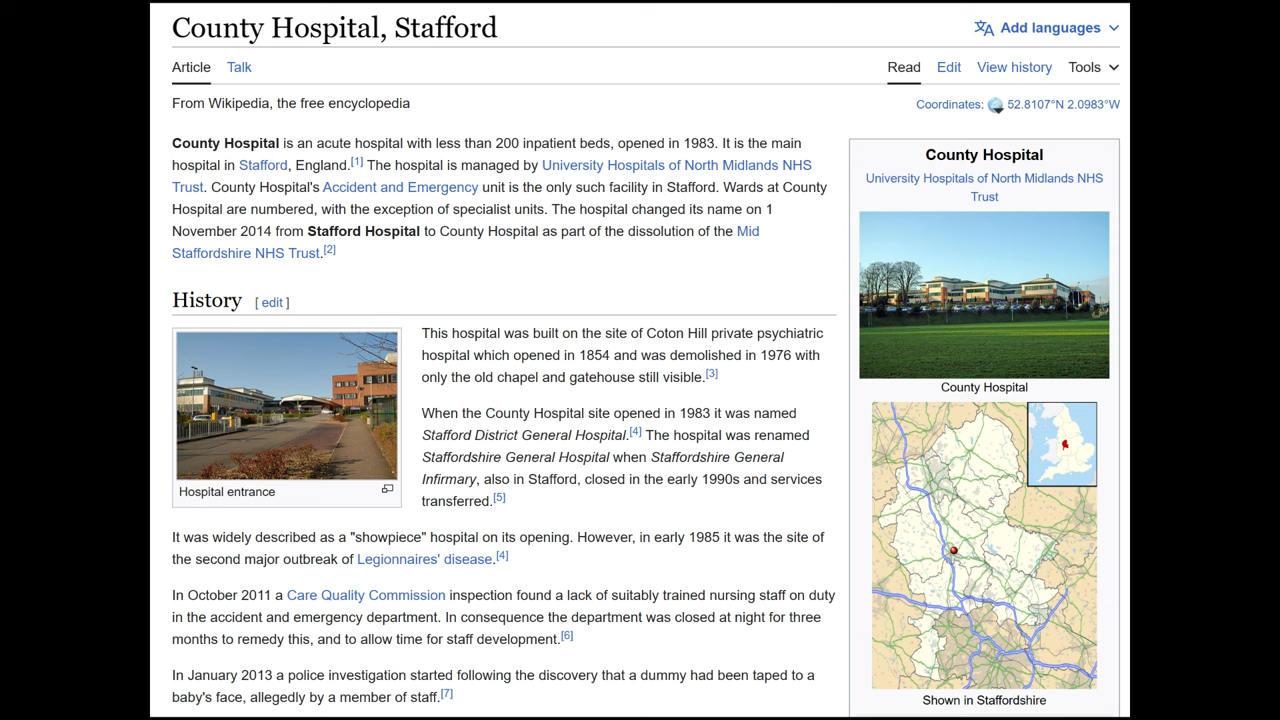 County Hospital, Stafford
Add languages
Article
Talk
Read
Edit
View history
Tools
From Wikipedia, the free encyclopedia
Coordinates: 52.8107°N 2.0983°W
County Hospital is an acute hospital with less than 200 inpatient beds, opened in 1983. It is the main
hospital in Stafford, England.[1] The hospital is managed by University Hospitals of North Midlands NHS
Trust. County Hospital's Accident and Emergency unit is the only such facility in Stafford. Wards at County
Hospital are numbered, with the exception of specialist units. The hospital changed its name on 1
November 2014 from Stafford Hospital to County Hospital as part of the dissolution of the Mid
Staffordshire NHS Trust.[2]
History [ edit ]
Hospital entrance
This hospital was built on the site of Coton Hill private psychiatric
hospital which opened in 1854 and was demolished in 1976 with
only the old chapel and gatehouse still visible.[3]
When the County Hospital site opened in 1983 it was named
Stafford District General Hospital.[4] The hospital was renamed
Staffordshire General Hospital when Staffordshire General
Infirmary, also in Stafford, closed in the early 1990s and services
transferred.[5]
It was widely described as a "showpiece" hospital on its opening. However, in early 1985 it was the site of
the second major outbreak of Legionnaires' disease.[4]
In October 2011 a Care Quality Commission inspection found a lack of suitably trained nursing staff on duty
in the accident and emergency department. In consequence the department was closed at night for three
months to remedy this, and to allow time for staff development.[6]
In January 2013 a police investigation started following the discovery that a dummy had been taped to a
baby's face, allegedly by a member of staff.[7]
County Hospital
University Hospitals of North Midlands NHS
Trust
County Hospital
Shown in Staffordshire